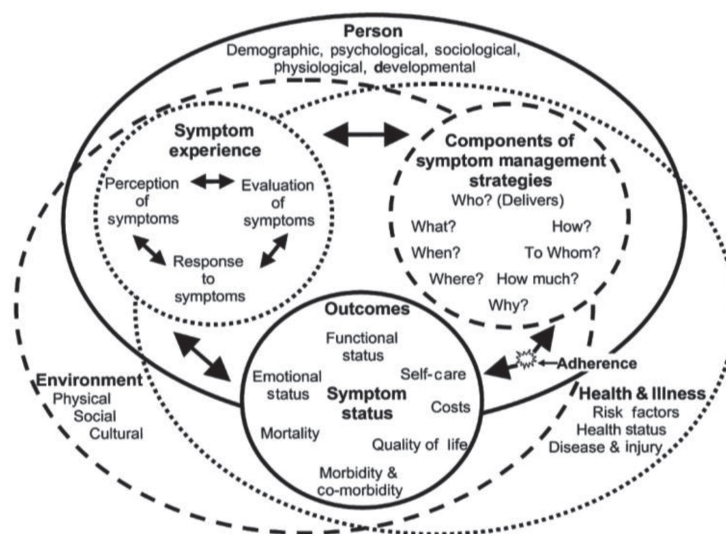 Person
Demographic, psychological, sociological,
physiological, developmental
Symptom
experience
Perception
of
symptoms
Evaluation
of symptoms
Response
to
symptoms
Components of
symptom management
strategies
Who? (Delivers)
What?
How?
When?
To Whom?
Where?
How much?
Why?
Outcomes
Functional
status
Emotional
status
Self-care
Symptom
status
Costs
Mortality
Quality of life
Morbidity &
co-morbidity
Adherence
Environment
Physical
Social
Cultural
Health & Illness
Risk factors
Health status
Disease & injury